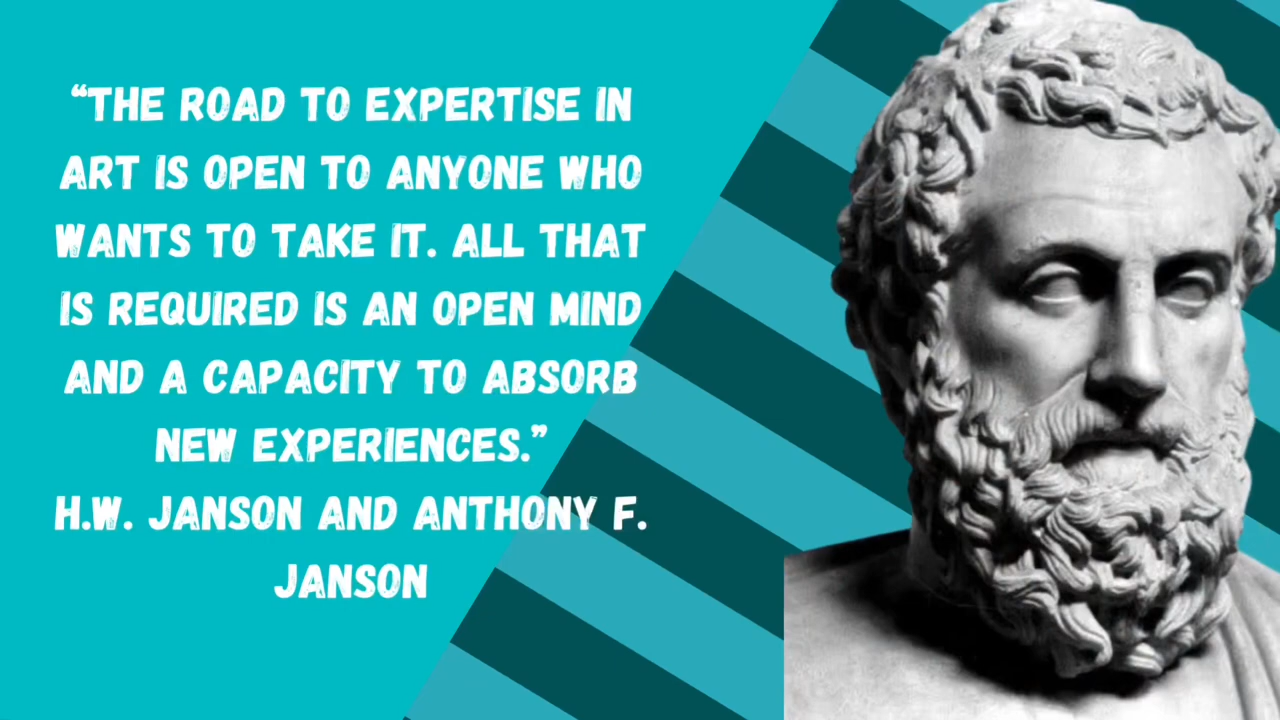 “THE ROAD TO EXPERTISE IN
ART IS OPEN TO ANYONE WHO
WANTS TO TAKE IT. ALL THAT
IS REQUIRED IS AN OPEN MIND
AND A CAPACITY TO ABSORB
NEW EXPERIENCES.”
H.W. JANSON AND ANTHONY F.
JANSON